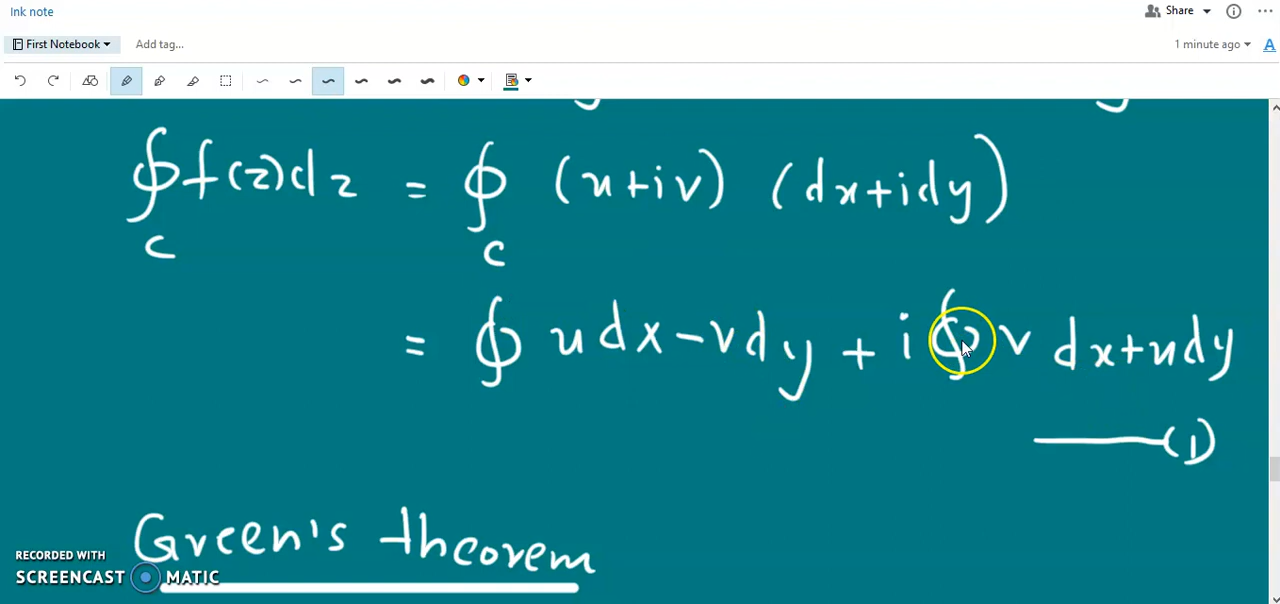 Ink note
Share
First Notebook
Add tag...
1 minute ago
A
∮ f(z)dz = ∮ (u+iv) (dx+idy)
c c
= ∮ udx-vdy + i ∮ v dx+udy
(1)
Green's theorem
RECORDED WITH
SCREENCAST MATIC